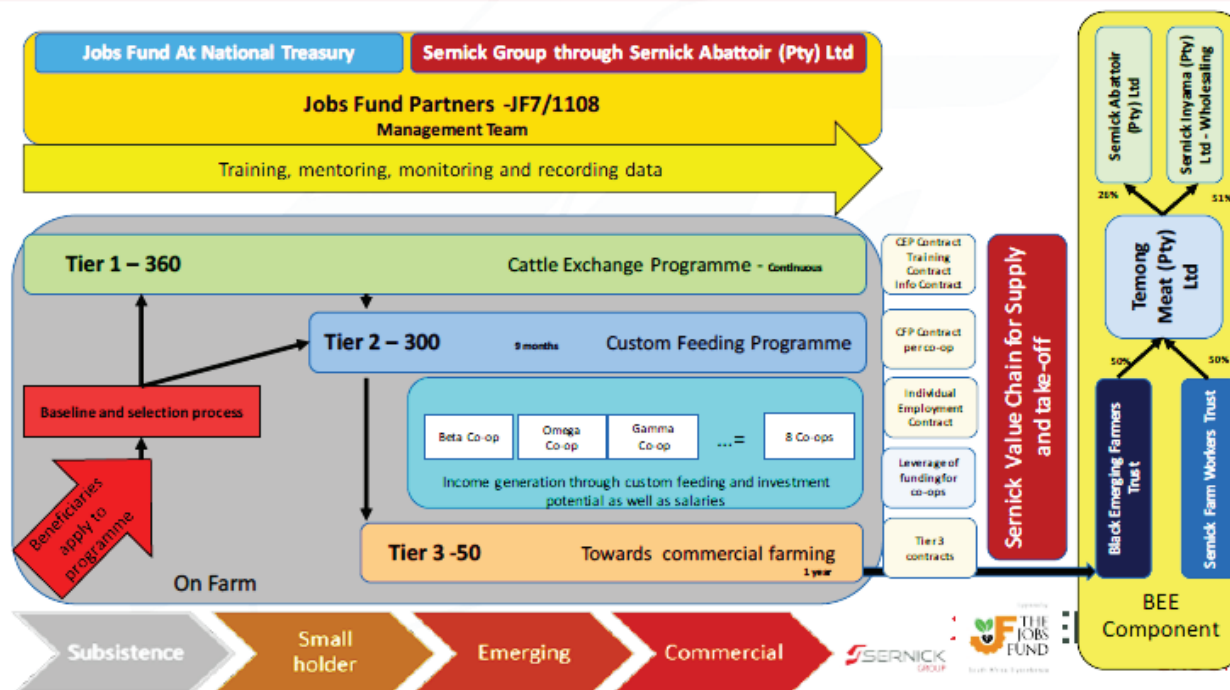 Jobs Fund At National Treasury
Sernick Group through Sernick Abattoir (Pty) Ltd
Jobs Fund Partners -JF7/1108
Management Team
Training, mentoring, monitoring and recording data
Tier 1 – 360
Cattle Exchange Programme - Continuous
Tier 2 – 300
9 months
Custom Feeding Programme
Baseline and selection process
Beta Co-op
Omega
Co-op
Gamma
Co-op
...=
8 Co-ops
Income generation through custom feeding and investment
potential as well as salaries
Beneficiaries
apply to
programme
Tier 3 -50
Towards commercial farming
1 year
On Farm
CEP Contract
Training
Contract
Info Contract
CFP Contract
per co-op
Individual
Employment
Contract
Leverage of
funding for
co-ops
Tier 3
contracts
Sernick Value Chain for Supply
and take-off
Sernick Abattoir
(Pty) Ltd
Sernick Inyama (Pty)
Ltd - Wholesaling
26%
51%
Temong
Meat (Pty)
Ltd
50%
50%
Black Emerging Farmers
Trust
Sernick Farm Workers Trust
BEE
Component
Subsistence
Small
holder
Emerging
Commercial
SERNICK
GROUP
THE
JOBS
FUND